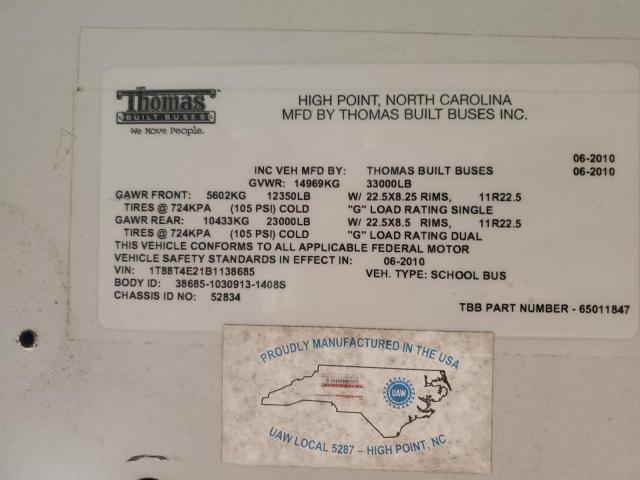 Thomas
BUILT BUSES
We Move People.
HIGH POINT, NORTH CAROLINA
MFD BY THOMAS BUILT BUSES INC.
06-2010
INC VEH MFD BY: THOMAS BUILT BUSES 06-2010
GVWR: 14969KG 33000LB
GAWR FRONT: 5602KG 12350LB W/ 22.5X8.25 RIMS, 11R22.5
TIRES @ 724KPA (105 PSI) COLD "G" LOAD RATING SINGLE
GAWR REAR: 10433KG 23000LB W/ 22.5X8.5 RIMS, 11R22.5
TIRES @ 724KPA (105 PSI) COLD "G" LOAD RATING DUAL
THIS VEHICLE CONFORMS TO ALL APPLICABLE FEDERAL MOTOR
VEHICLE SAFETY STANDARDS IN EFFECT IN: 06-2010
VIN: 1T88T4E21B1138685 VEH. TYPE: SCHOOL BUS
BODY ID: 38685-1030913-1408S
CHASSIS ID NO: 52834 TBB PART NUMBER - 65011847
PROUDLY MANUFACTURED IN THE USA
UAW
UAW LOCAL 5287 – HIGH POINT, NC